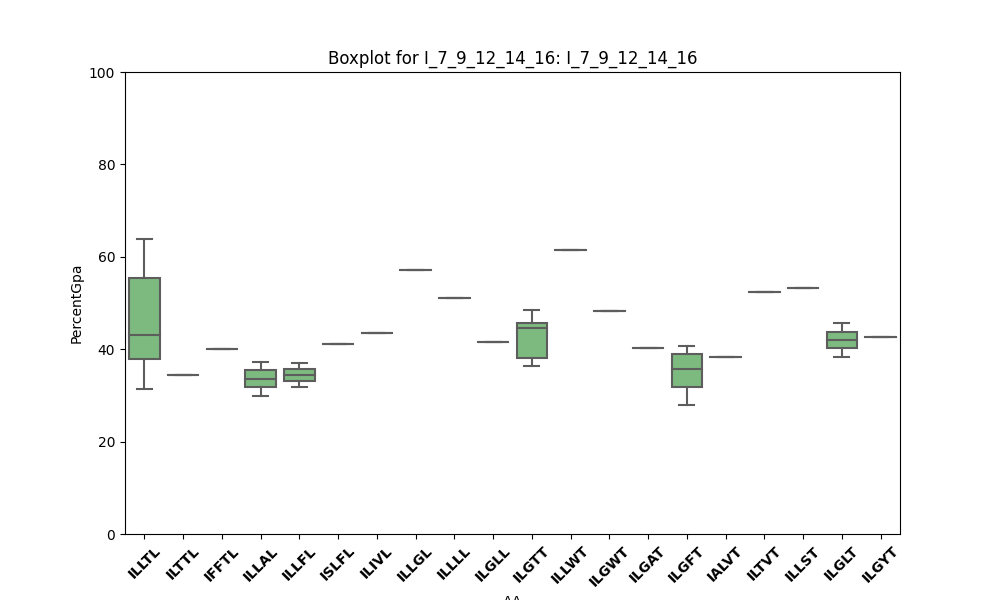 Boxplot for I_7_9_12_14_16: I_7_9_12_14_16
100
80
60
40
20
0
PercentGpa
ILLTL ILTTL IFFTL ILLAL ILLFL ISLFL ILIVL ILLGL ILLLL ILGLL ILGTT ILLWT ILGWT ILGAT ILGFT IALVT ILTVT ILLST ILGLT ILGYT
AA